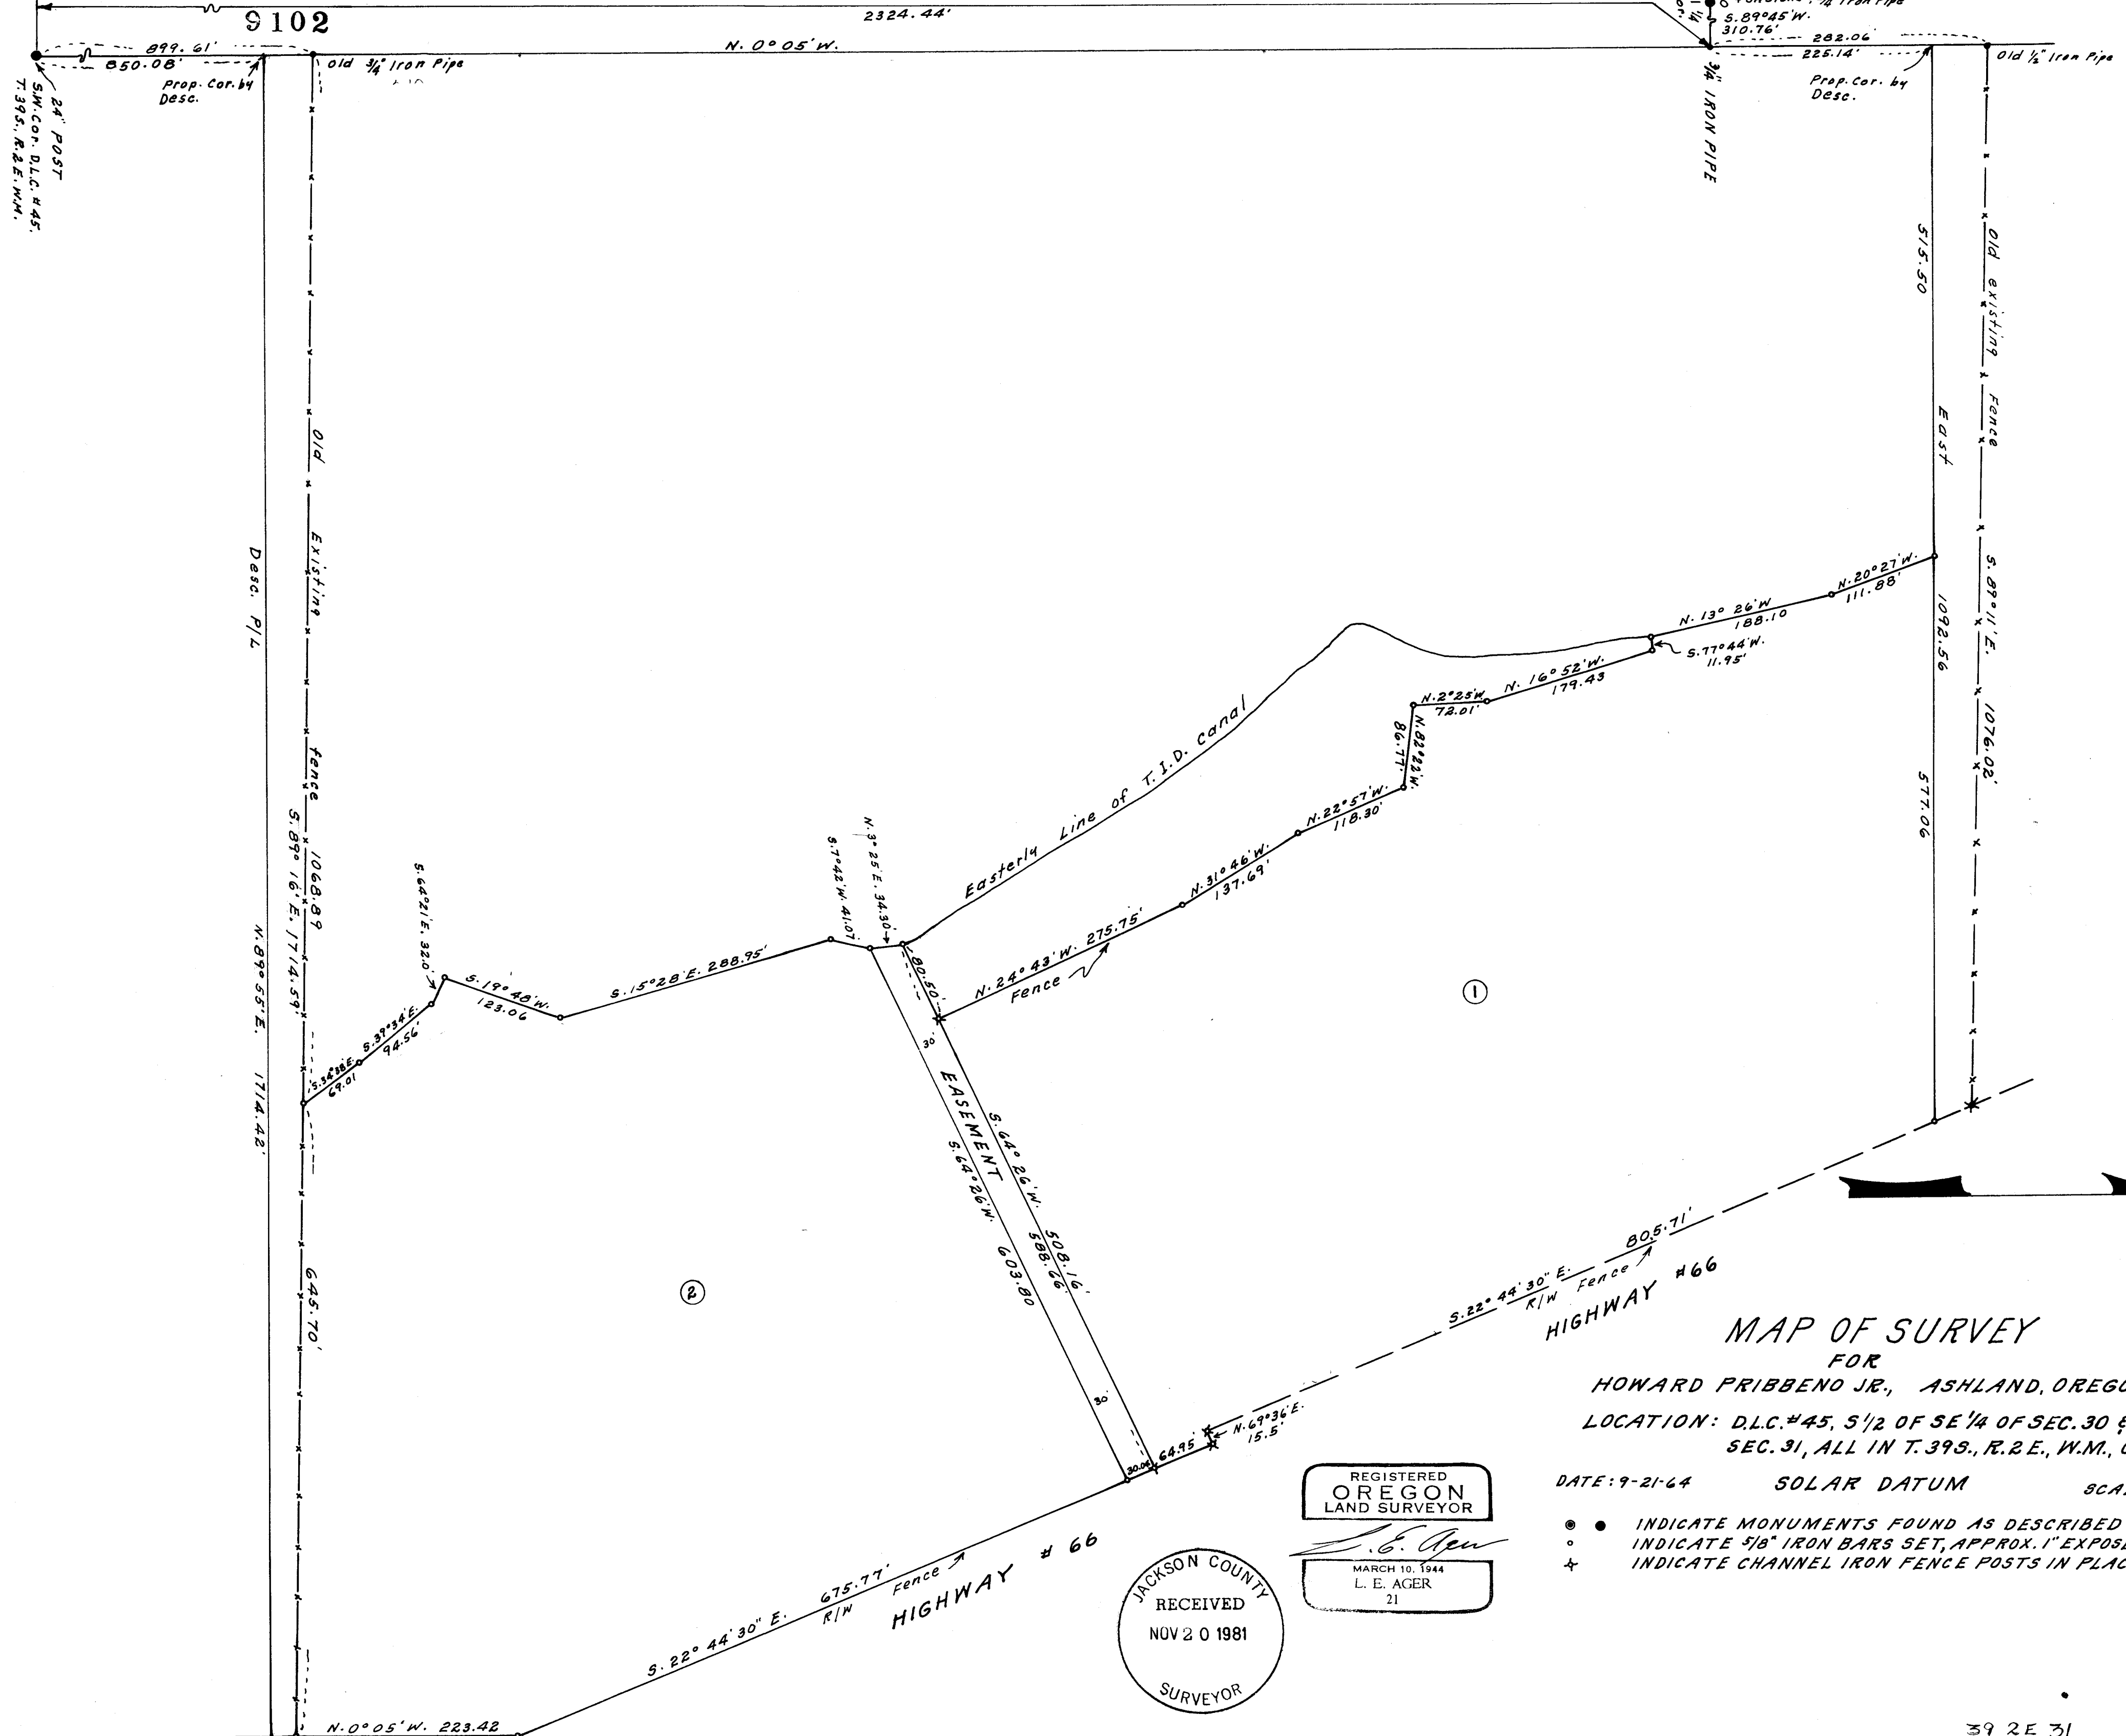 9102
2324.44'
N. 0° 05' W.
899.61'
850.08'
Old 3/4" Iron Pipe
Prop. Cor. by
Desc.
24" POST
S.W. Cor. D.L.C. #45,
T.39S., R.2E. W.M.
S.89°45'W.
310.76'
282.06'
225.14'
Old 1/2" Iron Pipe
Prop. Cor. by
Desc.
3/4" IRON PIPE
515.50
East
1092.56
577.06
Old existing Fence
S. 89° 11' E.
1076.02'
Old Existing fence
1068.89
S. 89° 16' E. 1714.59'
645.70'
Desc. P/L
N. 89° 55' E. 1714.42'
N. 20° 27' W.
111.88'
N. 13° 26' W
188.10
S. 77° 44' W.
11.95'
N. 16° 52' W.
179.43
N. 2° 25' W.
72.01'
N. 82° 22' W.
86.77'
N. 22° 57' W.
118.30'
N. 31° 46' W.
137.69'
N. 24° 43' W. 275.75'
Fence
Easterly Line of T.I.D. Canal
N. 3° 25' E. 34.30'
S. 7° 42' W. 41.07'
S. 15° 28' E. 288.95'
S. 19° 48' W.
123.06
S. 64° 21' E. 32.0'
S. 39° 34' E.
94.56'
S. 34° 38' E.
69.01
80.50'
30'
EASEMENT
S. 64° 26' W. 508.16'
588.66'
S. 64° 26' W. 603.80
30'
1
2
30.04
64.95'
N. 69° 36' E.
15.5'
S. 22° 44' 30" E. 805.71'
R/W Fence
HIGHWAY #66
S. 22° 44' 30" E. 675.77'
R/W Fence
HIGHWAY # 66
N. 0° 05' W. 223.42
MAP OF SURVEY
FOR
HOWARD PRIBBENO JR., ASHLAND, OREGO
LOCATION: D.L.C. #45, S 1/2 OF SE 1/4 OF SEC. 30 &
SEC. 31, ALL IN T. 39S., R. 2 E., W.M.,
DATE: 9-21-64 SOLAR DATUM SCA
INDICATE MONUMENTS FOUND AS DESCRIBED
INDICATE 5/8" IRON BARS SET, APPROX. 1" EXPOSE
INDICATE CHANNEL IRON FENCE POSTS IN PLAC
REGISTERED
OREGON
LAND SURVEYOR
L. E. Ager
MARCH 10, 1944
L. E. AGER
21
JACKSON COUNTY
RECEIVED
NOV 20 1981
SURVEYOR
39 2E 31